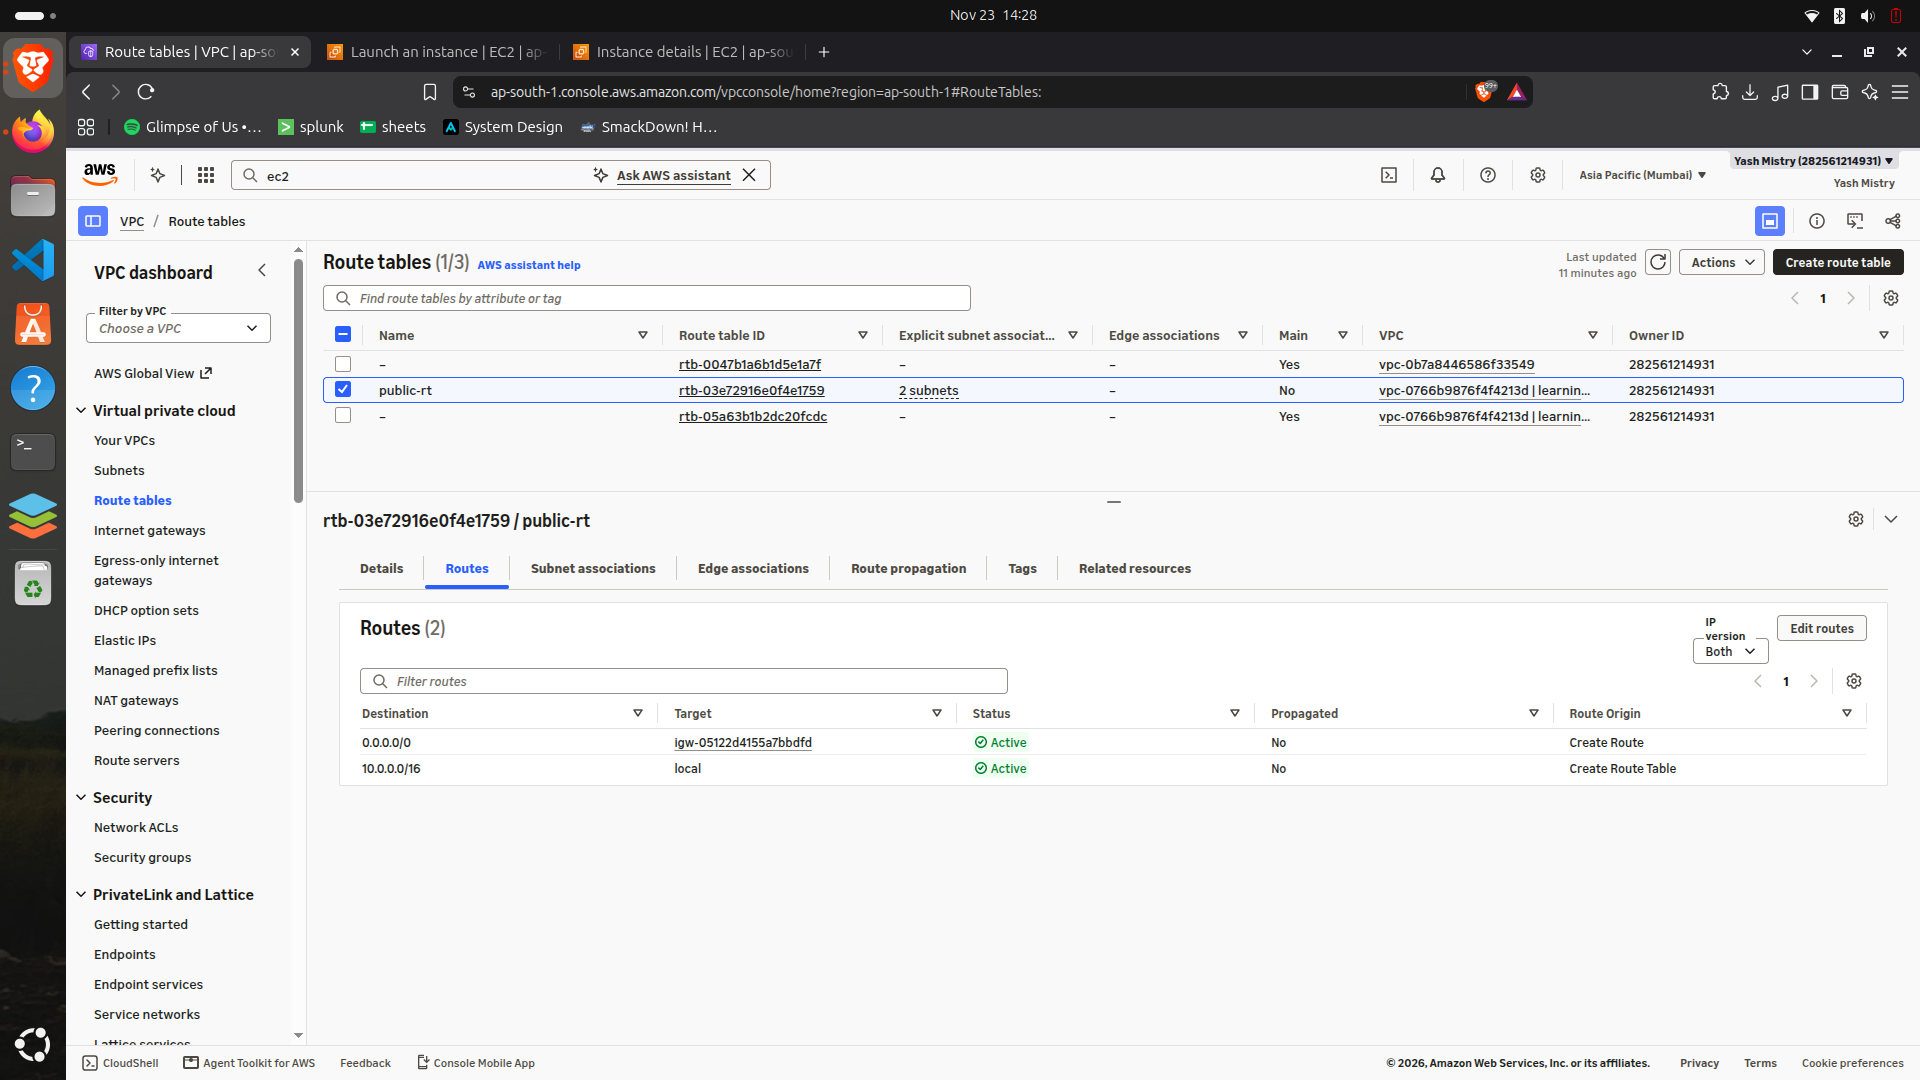 Nov 23 14:28
Route tables | VPC | ap-so
Launch an instance | EC2 | ap-
Instance details | EC2 | ap-sou
ap-south-1.console.aws.amazon.com/vpcconsole/home?region=ap-south-1#RouteTables:
99+
Glimpse of Us •…
splunk
sheets
System Design
SmackDown! H…
aws
ec2
Ask AWS assistant
Asia Pacific (Mumbai)
Yash Mistry (282561214931)
Yash Mistry
VPC / Route tables
VPC dashboard
Filter by VPC
Choose a VPC
AWS Global View
Virtual private cloud
Your VPCs
Subnets
Route tables
Internet gateways
Egress-only internet
gateways
DHCP option sets
Elastic IPs
Managed prefix lists
NAT gateways
Peering connections
Route servers
Security
Network ACLs
Security groups
PrivateLink and Lattice
Getting started
Endpoints
Endpoint services
Service networks
Lattice services
Route tables (1/3) AWS assistant help
Last updated
11 minutes ago
Actions
Create route table
Find route tables by attribute or tag
1
Name Route table ID Explicit subnet associat... Edge associations Main VPC Owner ID
– rtb-0047b1a6b1d5e1a7f – – Yes vpc-0b7a8446586f33549 282561214931
public-rt rtb-03e72916e0f4e1759 2 subnets – No vpc-0766b9876f4f4213d | learnin... 282561214931
– rtb-05a63b1b2dc20fcdc – – Yes vpc-0766b9876f4f4213d | learnin... 282561214931
rtb-03e72916e0f4e1759 / public-rt
Details Routes Subnet associations Edge associations Route propagation Tags Related resources
Routes (2)
IP
version
Both
Edit routes
Filter routes
1
Destination Target Status Propagated Route Origin
0.0.0.0/0 igw-05122d4155a7bbdfd Active No Create Route
10.0.0.0/16 local Active No Create Route Table
CloudShell Agent Toolkit for AWS Feedback Console Mobile App
© 2026, Amazon Web Services, Inc. or its affiliates. Privacy Terms Cookie preferences